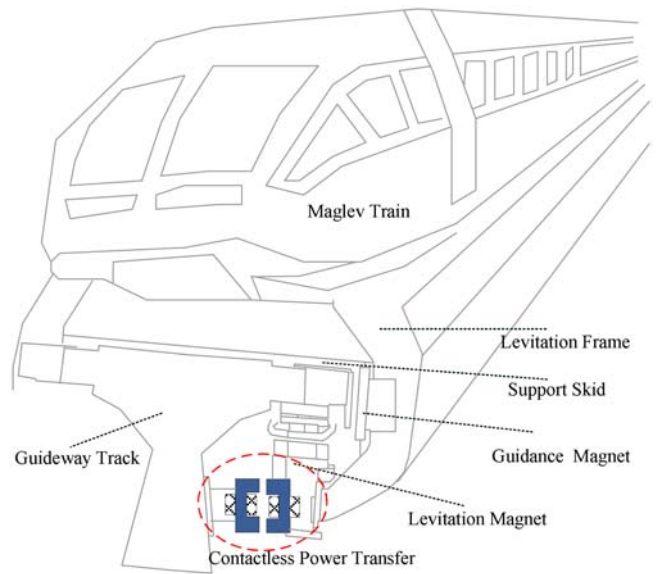 Maglev Train
Levitation Frame
Support Skid
Guidance Magnet
Guideway Track
Levitation Magnet
Contactless Power Transfer